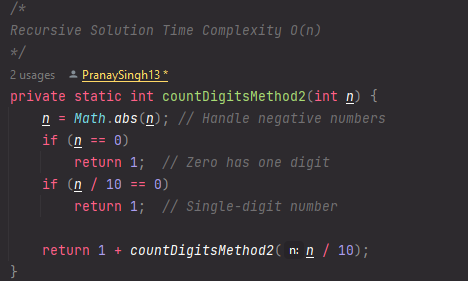 /*
Recursive Solution Time Complexity O(n)
*/
2 usages PranaySingh13 *
private static int countDigitsMethod2(int n) {
n = Math.abs(n); // Handle negative numbers
if (n == 0)
return 1; // Zero has one digit
if (n / 10 == 0)
return 1; // Single-digit number
return 1 + countDigitsMethod2( n: n / 10);
}